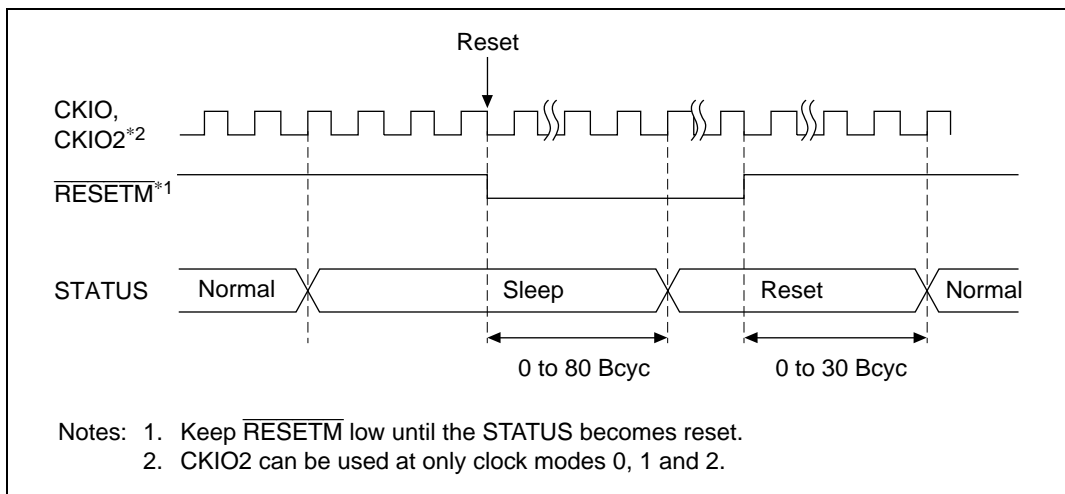 Reset
CKIO,
CKIO2*2
RESETM*1
STATUS
Normal
Sleep
Reset
Normal
0 to 80 Bcyc
0 to 30 Bcyc
Notes: 1. Keep RESETM low until the STATUS becomes reset.
2. CKIO2 can be used at only clock modes 0, 1 and 2.